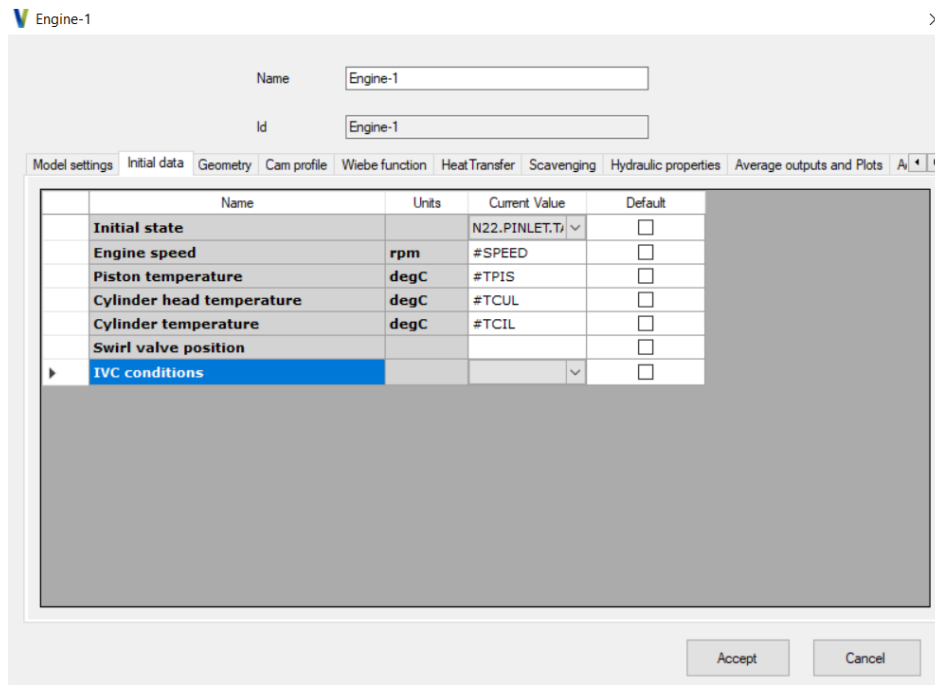 Engine-1
Name Engine-1
Id Engine-1
Model settings Initial data Geometry Cam profile Wiebe function HeatTransfer Scavenging Hydraulic properties Average outputs and Plots
Name Units Current Value Default
Initial state N22.PINLET.T
Engine speed rpm #SPEED
Piston temperature degC #TPIS
Cylinder head temperature degC #TCUL
Cylinder temperature degC #TCIL
Swirl valve position
IVC conditions
Accept Cancel